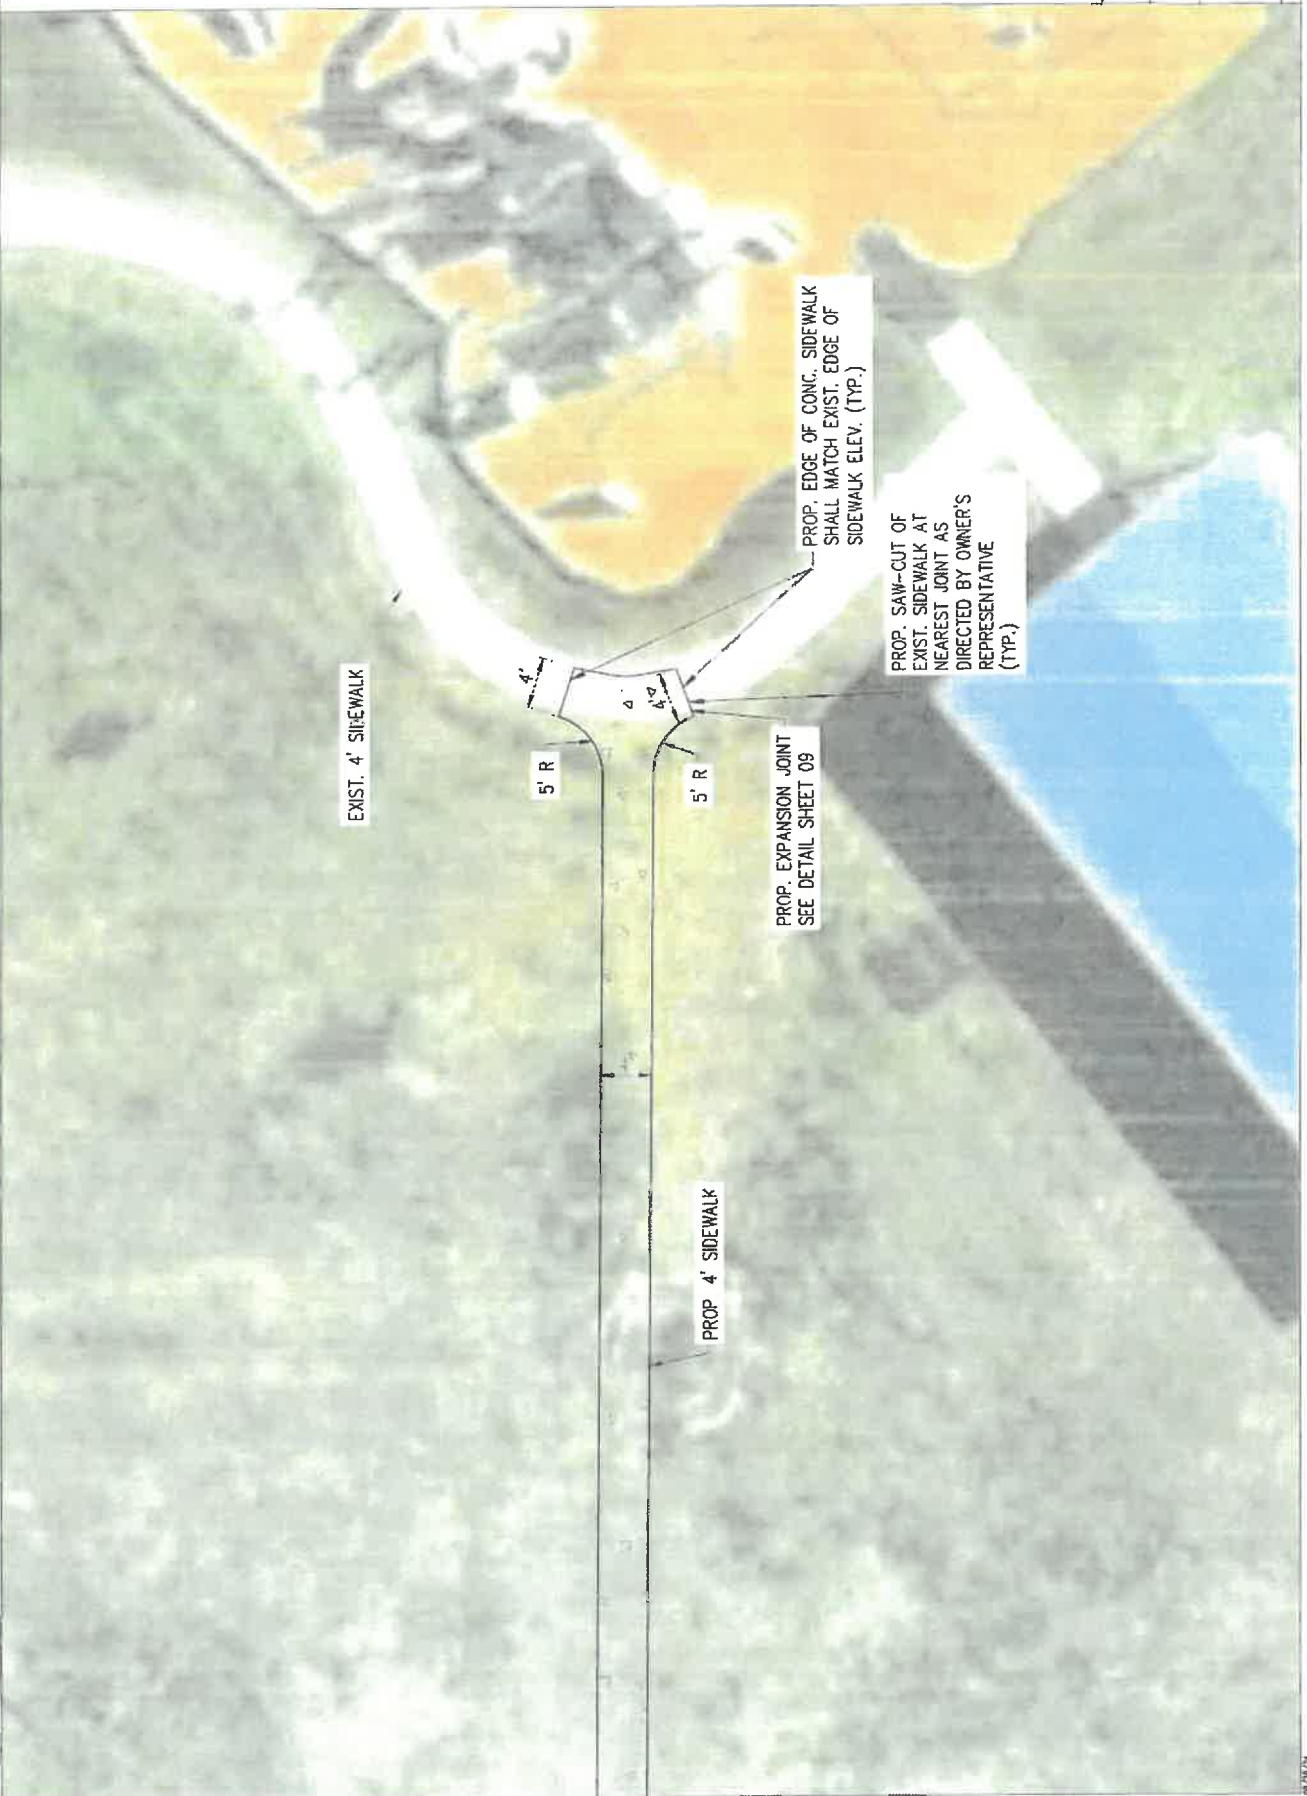 EXIST. 4' SIDEWALK
4'
5' R
4'
5' R
PROP. EDGE OF CONC. SIDEWALK
SHALL MATCH EXIST. EDGE OF
SIDEWALK ELEV. (TYP.)
PROP. SAW-CUT OF
EXIST. SIDEWALK AT
NEAREST JOINT AS
DIRECTED BY OWNER'S
REPRESENTATIVE
(TYP.)
PROP. EXPANSION JOINT
SEE DETAIL SHEET 09
PROP 4' SIDEWALK